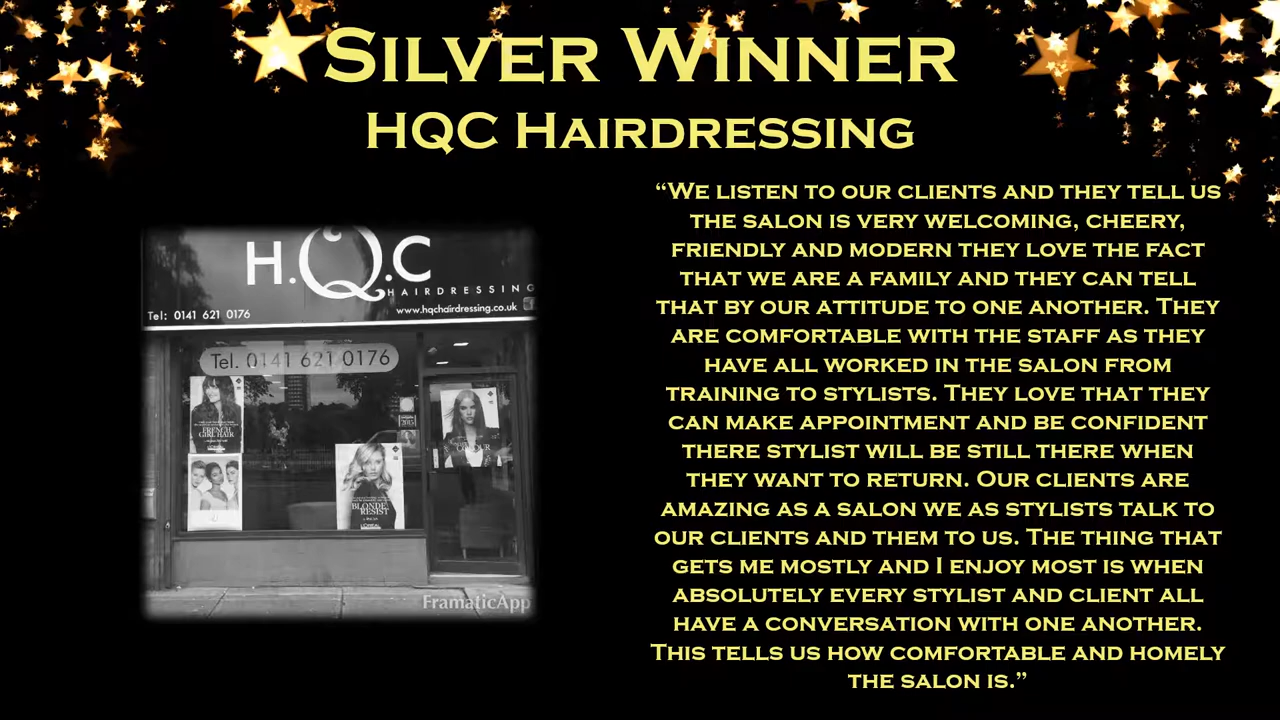 Silver Winner
HQC Hairdressing
“We listen to our clients and they tell us
the salon is very welcoming, cheery,
friendly and modern they love the fact
that we are a family and they can tell
that by our attitude to one another. They
are comfortable with the staff as they
have all worked in the salon from
training to stylists. They love that they
can make appointment and be confident
there stylist will be still there when
they want to return. Our clients are
amazing as a salon we as stylists talk to
our clients and them to us. The thing that
gets me mostly and I enjoy most is when
absolutely every stylist and client all
have a conversation with one another.
This tells us how comfortable and homely
the salon is.”
H.Q.C
HAIRDRESSING
Tel: 0141 621 0176
www.hqchairdressing.co.uk
Tel. 0141 621 0176
FRENCH
GIRL HAIR
BLONDE
RESIST
FramaticApp